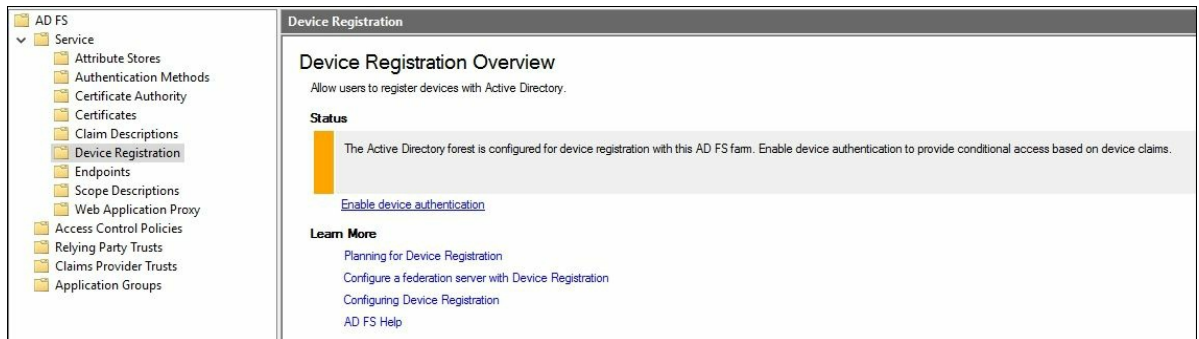 AD FS
Service
Attribute Stores
Authentication Methods
Certificate Authority
Certificates
Claim Descriptions
Device Registration
Endpoints
Scope Descriptions
Web Application Proxy
Access Control Policies
Relying Party Trusts
Claims Provider Trusts
Application Groups
Device Registration
Device Registration Overview
Allow users to register devices with Active Directory.
Status
The Active Directory forest is configured for device registration with this AD FS farm. Enable device authentication to provide conditional access based on device claims.
Enable device authentication
Learn More
Planning for Device Registration
Configure a federation server with Device Registration
Configuring Device Registration
AD FS Help